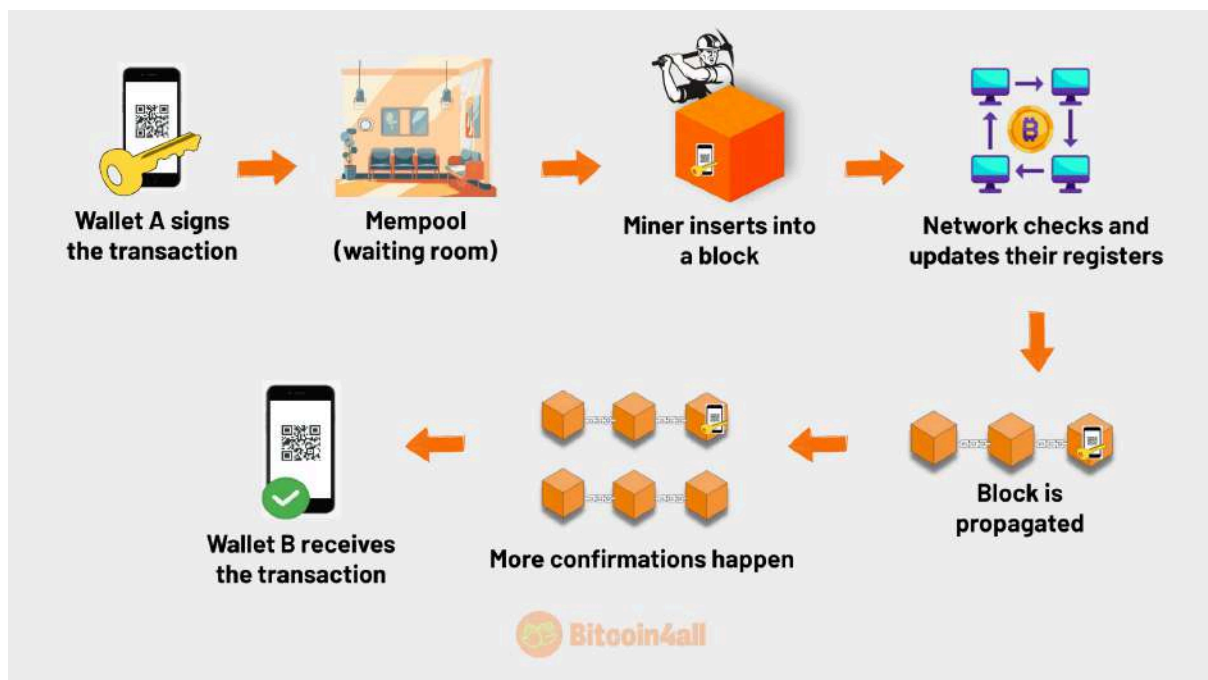 Wallet A signs
the transaction
Mempool
(waiting room)
Miner inserts into
a block
Network checks and
updates their registers
Block is
propagated
More confirmations happen
Wallet B receives
the transaction
Bitcoin4all